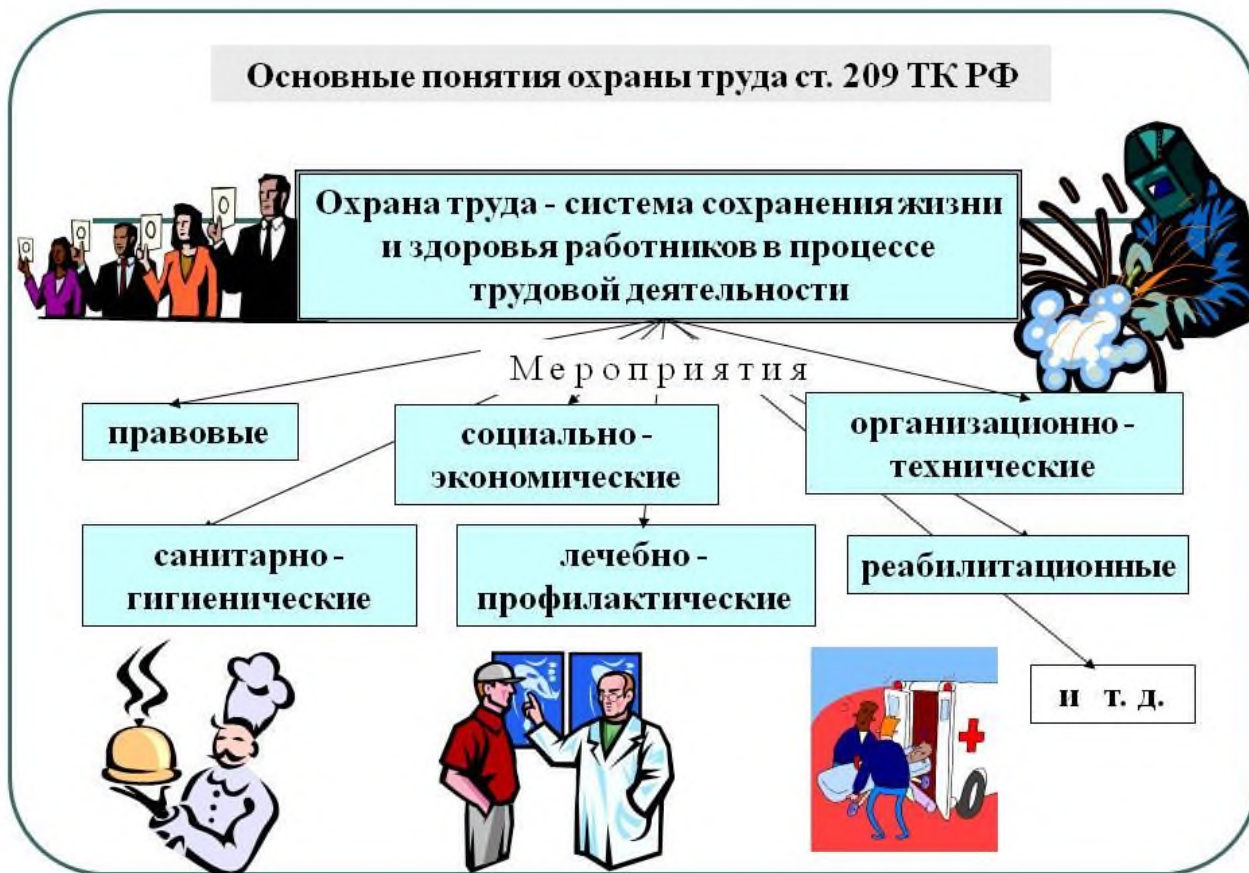 Основные понятия охраны труда ст. 209 ТК РФ
Охрана труда - система сохранения жизни
и здоровья работников в процессе
трудовой деятельности
Мероприятия
правовые
социально -
экономические
организационно -
технические
санитарно -
гигиенические
лечебно -
профилактические
реабилитационные
и т. д.